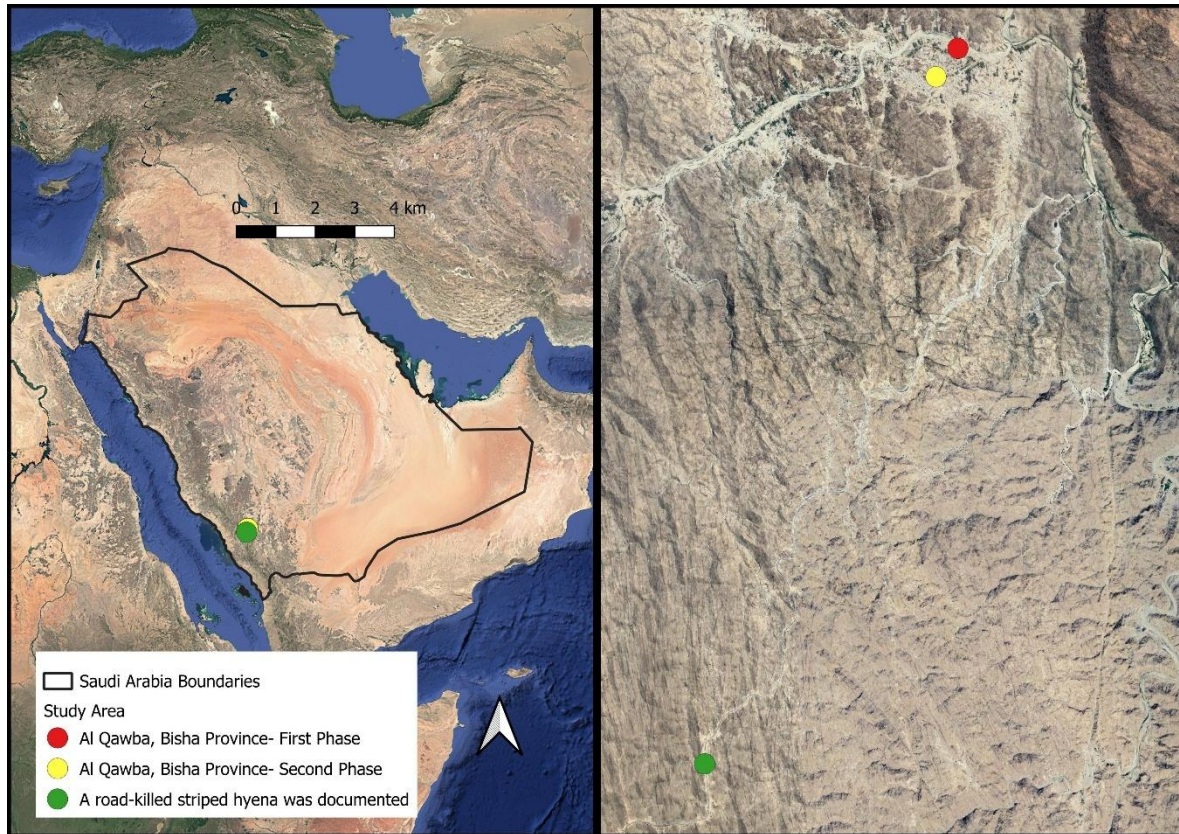 0 1 2 3 4 km
Saudi Arabia Boundaries
Study Area
Al Qawba, Bisha Province- First Phase
Al Qawba, Bisha Province- Second Phase
A road-killed striped hyena was documented